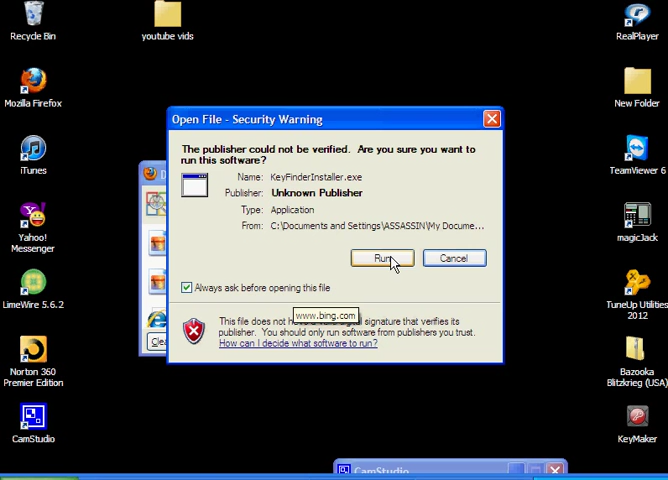 Recycle Bin
youtube vids
RealPlayer
Mozilla Firefox
New Folder
Open File - Security Warning
The publisher could not be verified. Are you sure you want to
run this software?
Name: KeyFinderInstaller.exe
Publisher: Unknown Publisher
Type: Application
From: C:\Documents and Settings\ASSASSIN\My Docume...
Run
Cancel
Always ask before opening this file
www.bing.com
This file does not have a valid digital signature that verifies its
publisher. You should only run software from publishers you trust.
How can I decide what software to run?
iTunes
TeamViewer 6
Yahoo!
Messenger
magicJack
LimeWire 5.6.2
TuneUp Utilities
2012
Norton 360
Premier Edition
Bazooka
Blitzkrieg (USA)
CamStudio
KeyMaker
D
Clea
CamStudio